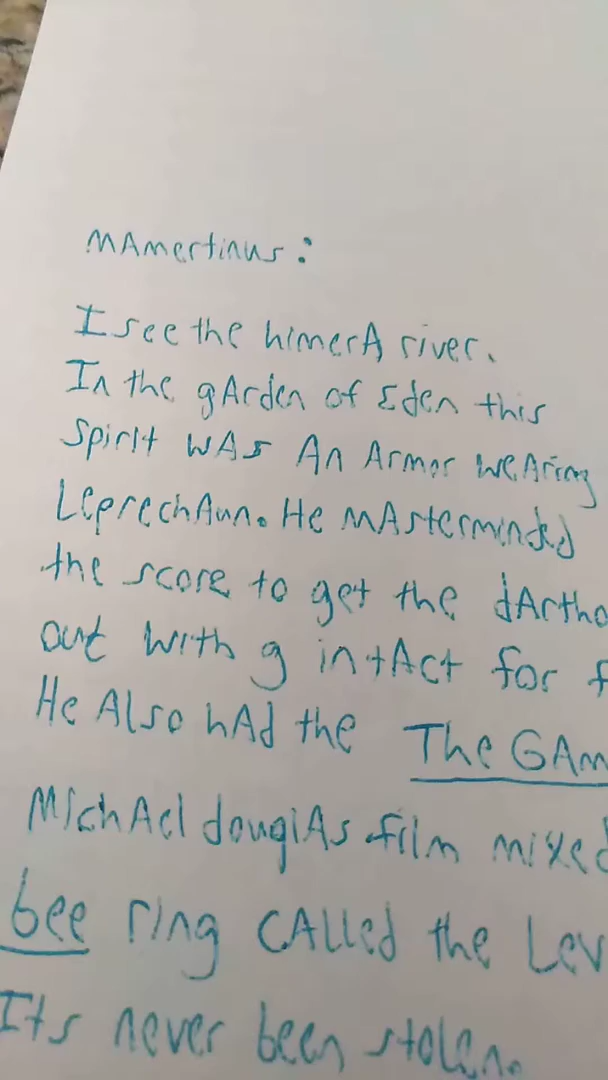 MAmertinus:
I see the himerA river.
In the gArden of Eden this
Spirit wAs An Armor weAring
LeprechAun. He mAsterminded
the score to get the dArtho
out with g intAct for f
He Also hAd the The GAM
MichAel douglAs film mixed
bee ring cAlled the Lev
Its never been stolen.